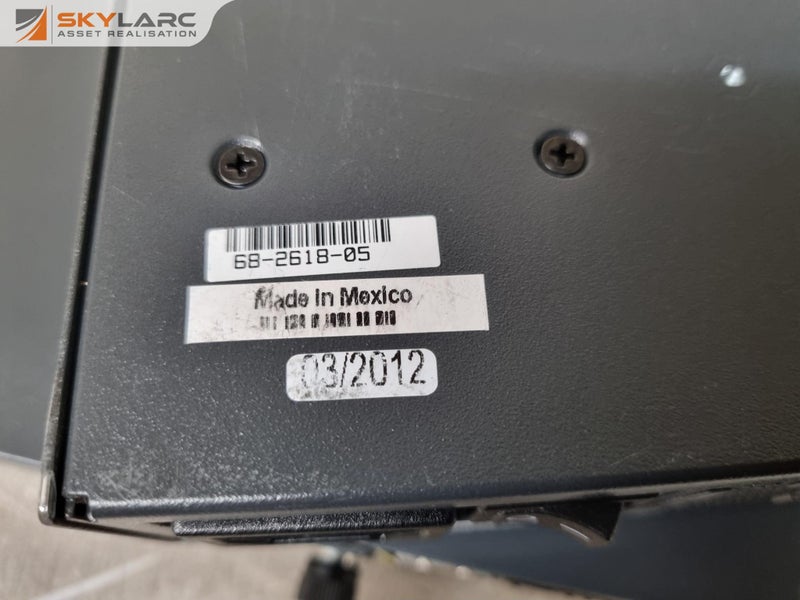 SKYLARC
ASSET REALISATION
68-2618-05
Made In Mexico
03/2012